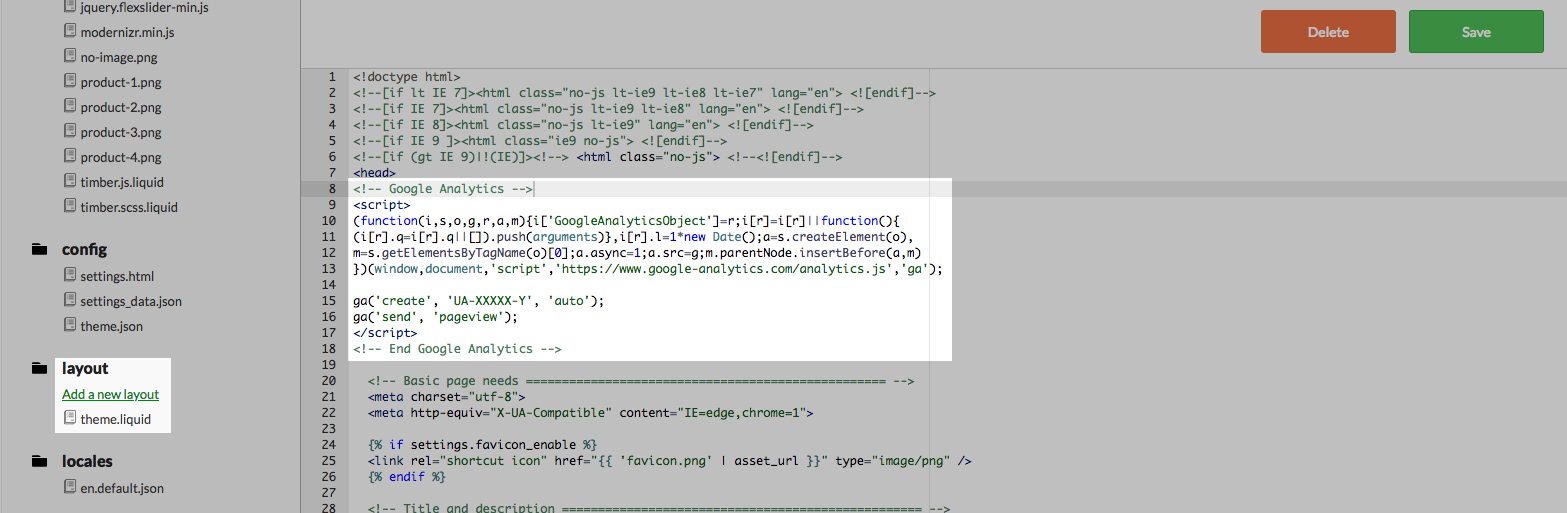 jquery.flexslider-min.js
modernizr.min.js
no-image.png
product-1.png
product-2.png
product-3.png
product-4.png
timber.js.liquid
timber.scss.liquid
config
settings.html
settings_data.json
theme.json
layout
Add a new layout
theme.liquid
locales
en.default.json
Delete
Save
1 <!doctype html>
2 <!--[if lt IE 7]><html class="no-js lt-ie9 lt-ie8 lt-ie7" lang="en"> <![endif]-->
3 <!--[if IE 7]><html class="no-js lt-ie9 lt-ie8" lang="en"> <![endif]-->
4 <!--[if IE 8]><html class="no-js lt-ie9" lang="en"> <![endif]-->
5 <!--[if IE 9 ]><html class="ie9 no-js"> <![endif]-->
6 <!--[if (gt IE 9)|!(IE)]><!--> <html class="no-js"> <!--<![endif]-->
7 <head>
8 <!-- Google Analytics -->
9 <script>
10 (function(i,s,o,g,r,a,m){i['GoogleAnalyticsObject']=r;i[r]=i[r]||function(){
11 (i[r].q=i[r].q||[]).push(arguments)},i[r].l=1*new Date();a=s.createElement(o),
12 m=s.getElementsByTagName(o)[0];a.async=1;a.src=g;m.parentNode.insertBefore(a,m)
13 })(window,document,'script','https://www.google-analytics.com/analytics.js','ga');
14
15 ga('create', 'UA-XXXXX-Y', 'auto');
16 ga('send', 'pageview');
17 </script>
18 <!-- End Google Analytics -->
19
20 <!-- Basic page needs ================================================== -->
21 <meta charset="utf-8">
22 <meta http-equiv="X-UA-Compatible" content="IE=edge,chrome=1">
23
24 {% if settings.favicon_enable %}
25 <link rel="shortcut icon" href="{{ 'favicon.png' | asset_url }}" type="image/png" />
26 {% endif %}
27
28 <!-- Title and description ================================================== -->